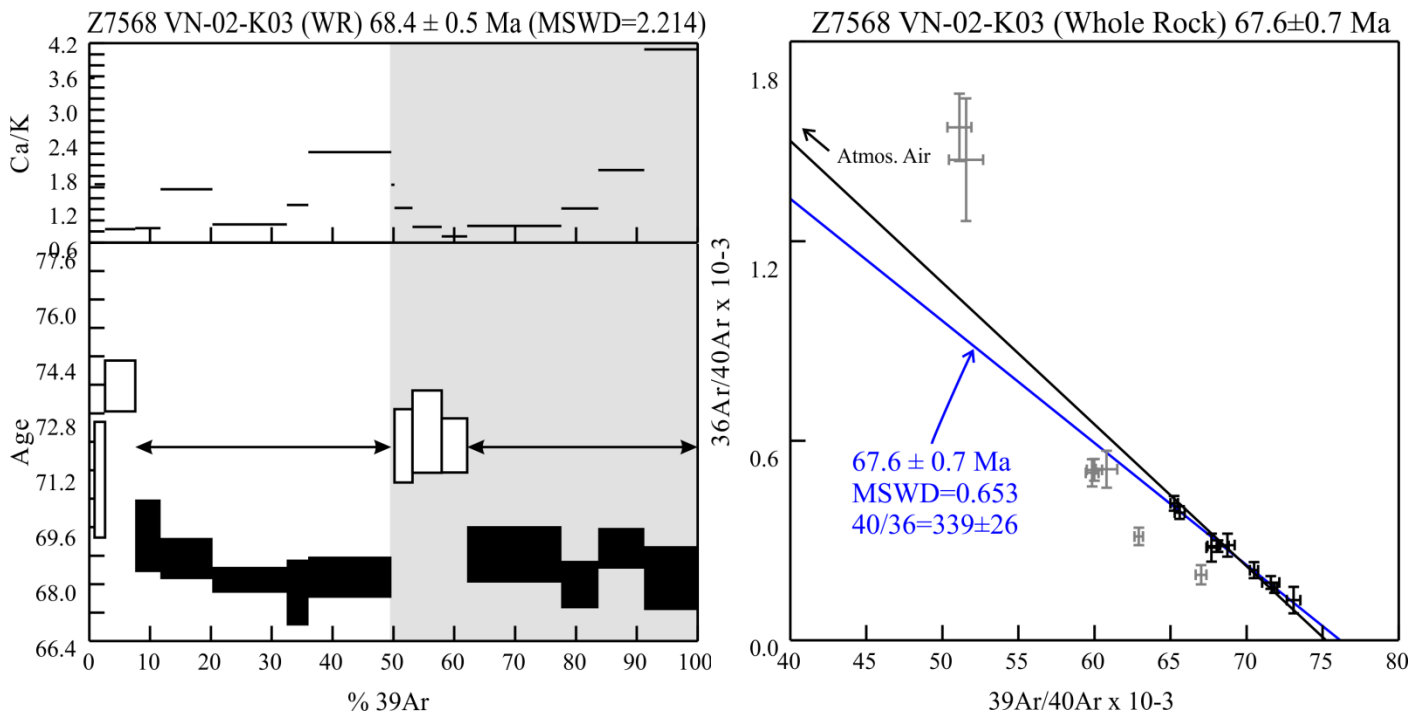 Z7568 VN-02-K03 (WR) 68.4 ± 0.5 Ma (MSWD=2.214)
4.2
3.6
3.0
2.4
1.8
1.2
0.6
Ca/K
77.6
76.0
74.4
72.8
71.2
69.6
68.0
66.4
Age
0 10 20 30 40 50 60 70 80 90 100
% 39Ar
Z7568 VN-02-K03 (Whole Rock) 67.6±0.7 Ma
1.8
1.2
0.6
0.0
36Ar/40Ar x 10-3
Atmos. Air
67.6 ± 0.7 Ma
MSWD=0.653
40/36=339±26
40 45 50 55 60 65 70 75 80
39Ar/40Ar x 10-3